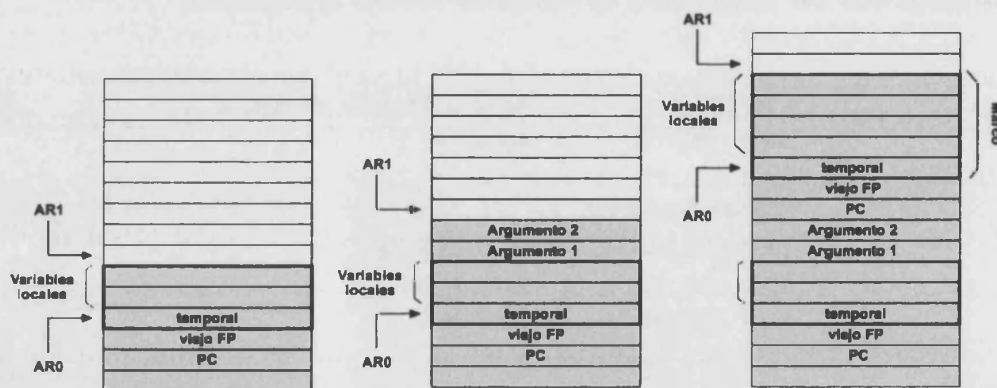 AR1
Variables
locales
temporal
viejo FP
AR0
PC
AR1
Argumento 2
Argumento 1
Variables
locales
temporal
viejo FP
AR0
PC
AR1
Variables
locales
temporal
viejo FP
AR0
PC
Argumento 2
Argumento 1
temporal
viejo FP
PC